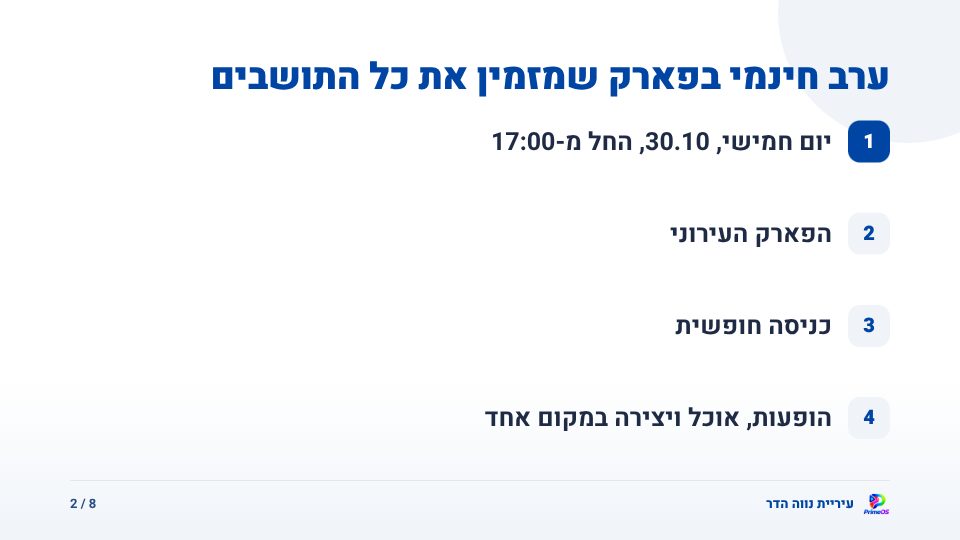 ערב חינמי בפארק שמזמין את כל התושבים
1 יום חמישי, 30.10, החל מ-17:00
2 הפארק העירוני
3 כניסה חופשית
4 הופעות, אוכל ויצירה במקום אחד
PrimeOS עיריית נווה הדר
2 / 8